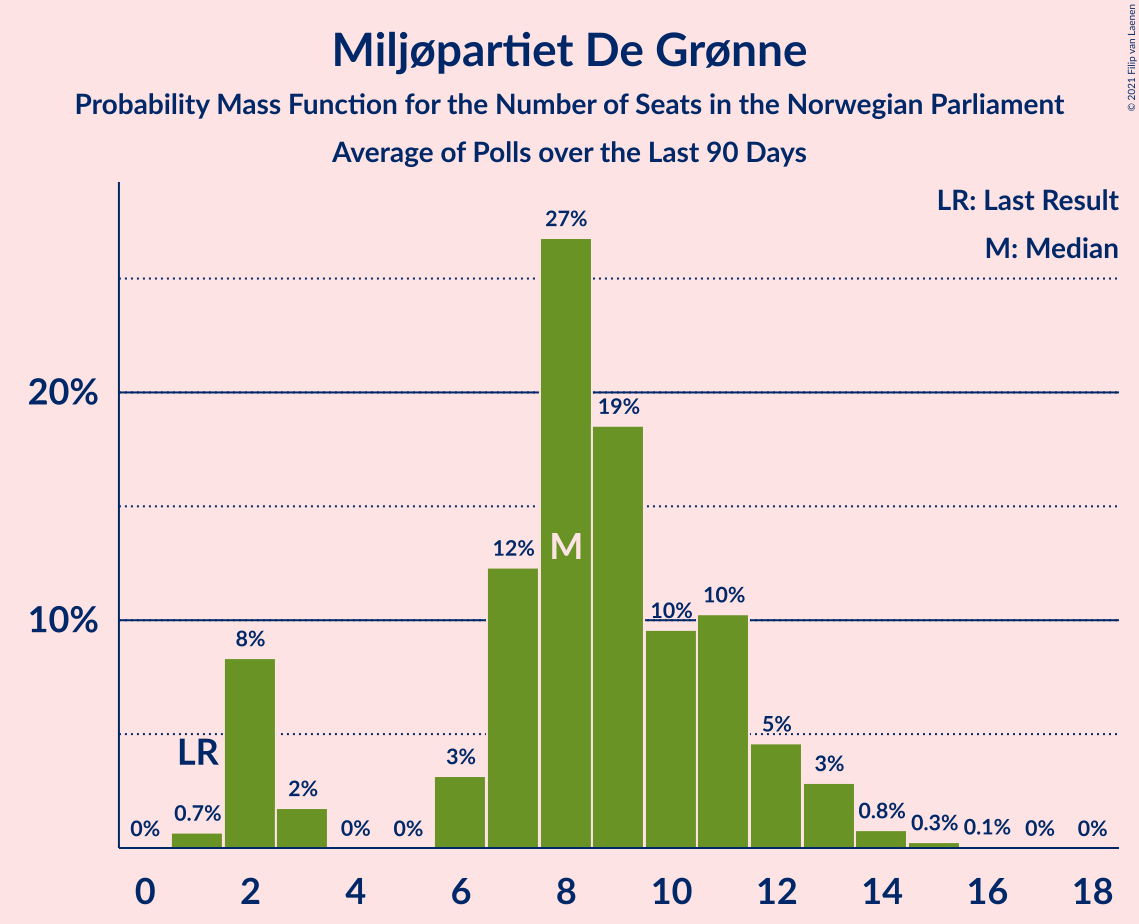 Miljøpartiet De Grønne
Probability Mass Function for the Number of Seats in the Norwegian Parliament
Average of Polls over the Last 90 Days
© 2021 Filip van Laenen
LR: Last Result
M: Median
27%
20%
19%
12%
M
10%
10%
10%
8%
5%
LR
3%
3%
2%
0.7%
0.8%
0.3%
0.1%
0%
0%
0%
0%
0%
0 2 4 6 8 10 12 14 16 18